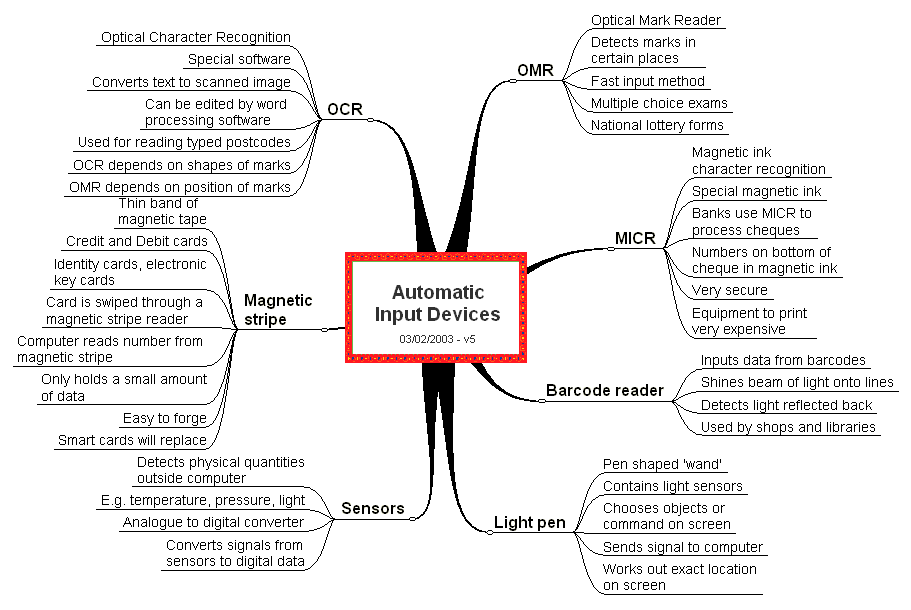 Automatic
Input Devices
03/02/2003 - v5
OCR
Optical Character Recognition
Special software
Converts text to scanned image
Can be edited by word
processing software
Used for reading typed postcodes
OCR depends on shapes of marks
OMR depends on position of marks
Magnetic
stripe
Thin band of
magnetic tape
Credit and Debit cards
Identity cards, electronic
key cards
Card is swiped through a
magnetic stripe reader
Computer reads number from
magnetic stripe
Only holds a small amount
of data
Easy to forge
Smart cards will replace
Sensors
Detects physical quantities
outside computer
E.g. temperature, pressure, light
Analogue to digital converter
Converts signals from
sensors to digital data
OMR
Optical Mark Reader
Detects marks in
certain places
Fast input method
Multiple choice exams
National lottery forms
MICR
Magnetic ink
character recognition
Special magnetic ink
Banks use MICR to
process cheques
Numbers on bottom of
cheque in magnetic ink
Very secure
Equipment to print
very expensive
Barcode reader
Inputs data from barcodes
Shines beam of light onto lines
Detects light reflected back
Used by shops and libraries
Light pen
Pen shaped 'wand'
Contains light sensors
Chooses objects or
command on screen
Sends signal to computer
Works out exact location
on screen